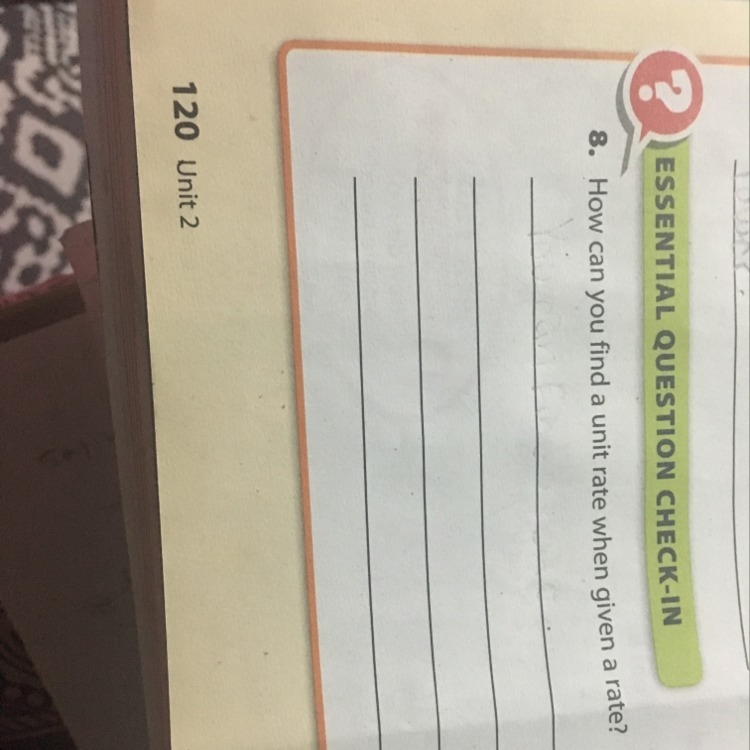 ?
ESSENTIAL QUESTION CHECK-IN
8. How can you find a unit rate when given a rate?
120 Unit 2